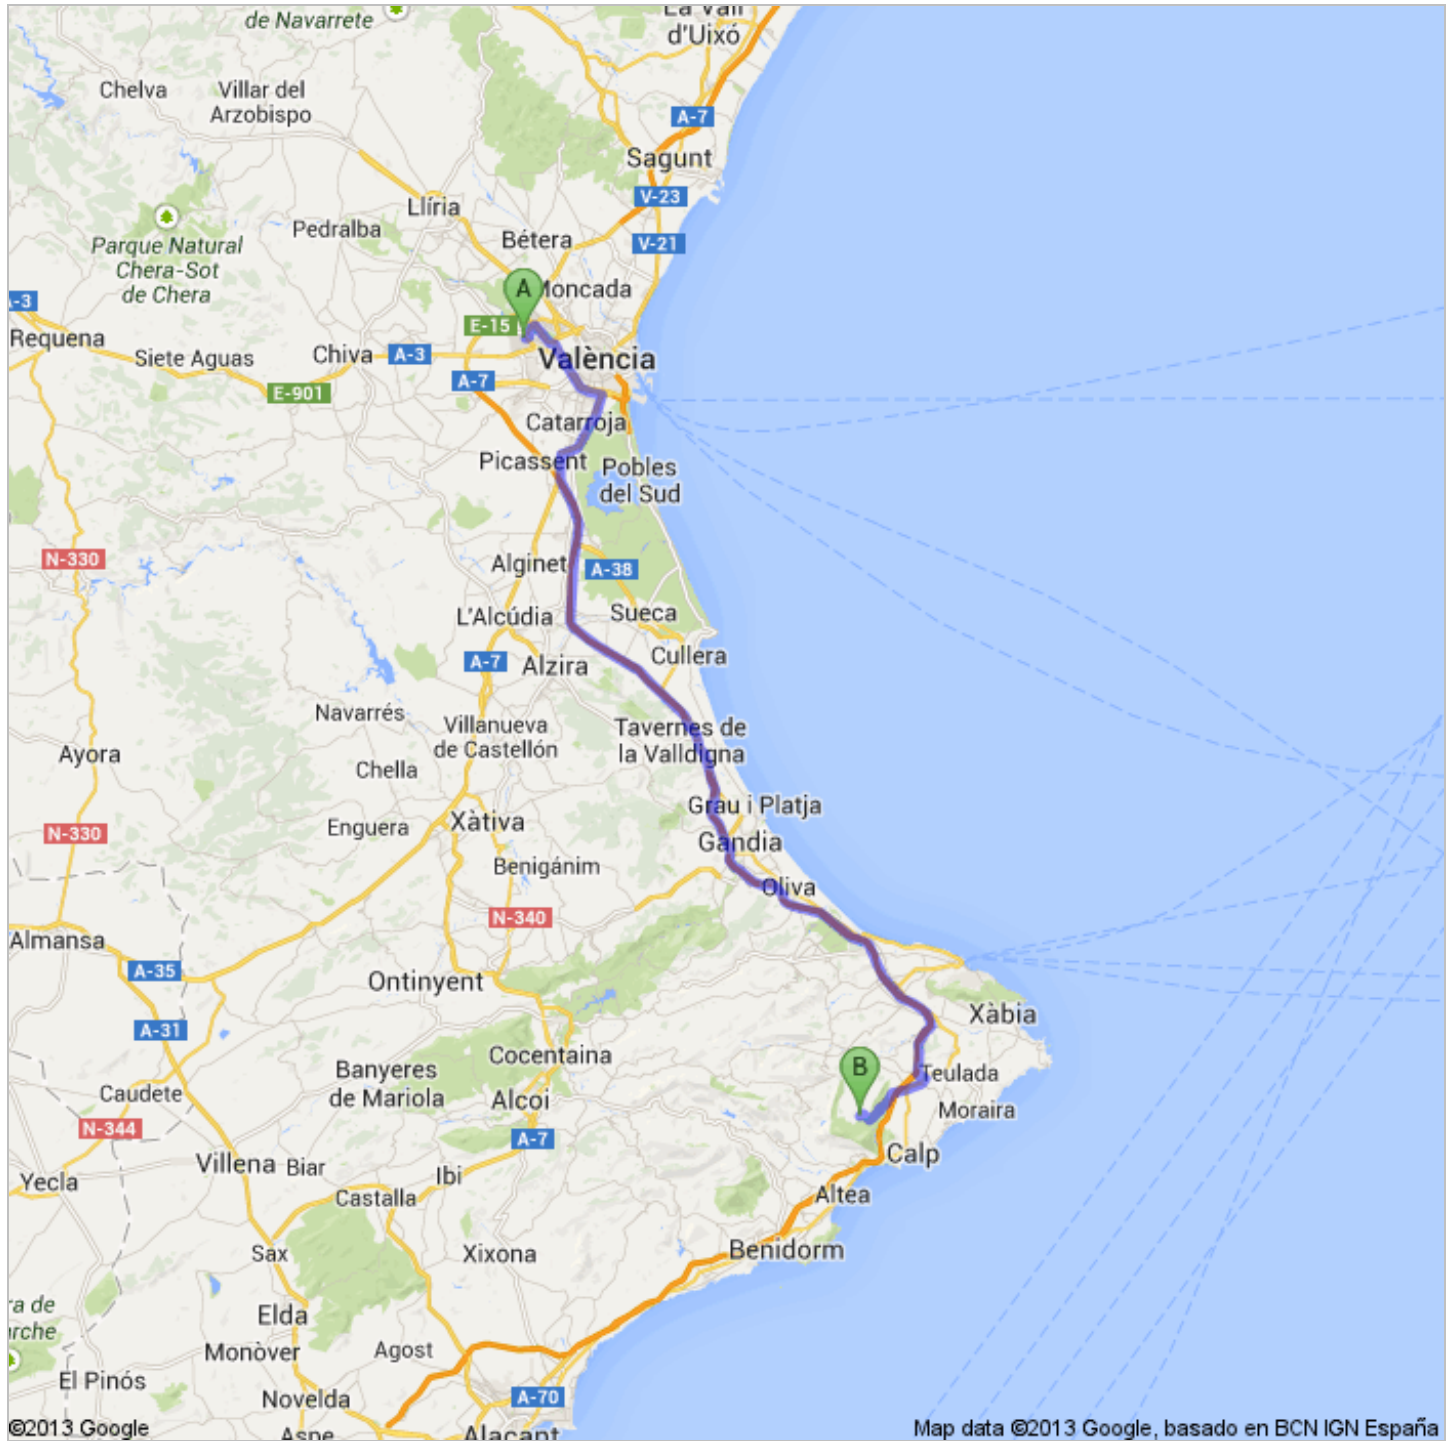 de Navarrete
La Vall
d'Uixó
Chelva
Villar del
Arzobispo
A-7
Sagunt
V-23
Llíria
Pedralba
Bétera
V-21
Parque Natural
Chera-Sot
de Chera
A
Moncada
-3
E-15
Requena
Siete Aguas
Chiva
A-3
València
A-7
E-901
Catarroja
Picassent
Pobles
del Sud
N-330
Alginet
A-38
L'Alcúdia
Sueca
A-7
Alzira
Cullera
Navarrés
Villanueva
de Castellón
Tavernes de
la Valldigna
Ayora
Chella
Grau i Platja
Enguera
Xàtiva
N-330
Gandia
Benigánim
Oliva
N-340
Almansa
A-35
Ontinyent
Xàbia
A-31
Cocentaina
Banyeres
de Mariola
B
Teulada
Caudete
Alcoi
Moraira
N-344
A-7
Calp
Villena
Biar
Ibi
Yecla
Castalla
Altea
Sax
Xixona
Benidorm
ra de
rche
Elda
Monòver
Agost
El Pinós
Novelda
A-70
©2013 Google
Aspe
Alacant
Map data ©2013 Google, basado en BCN IGN España